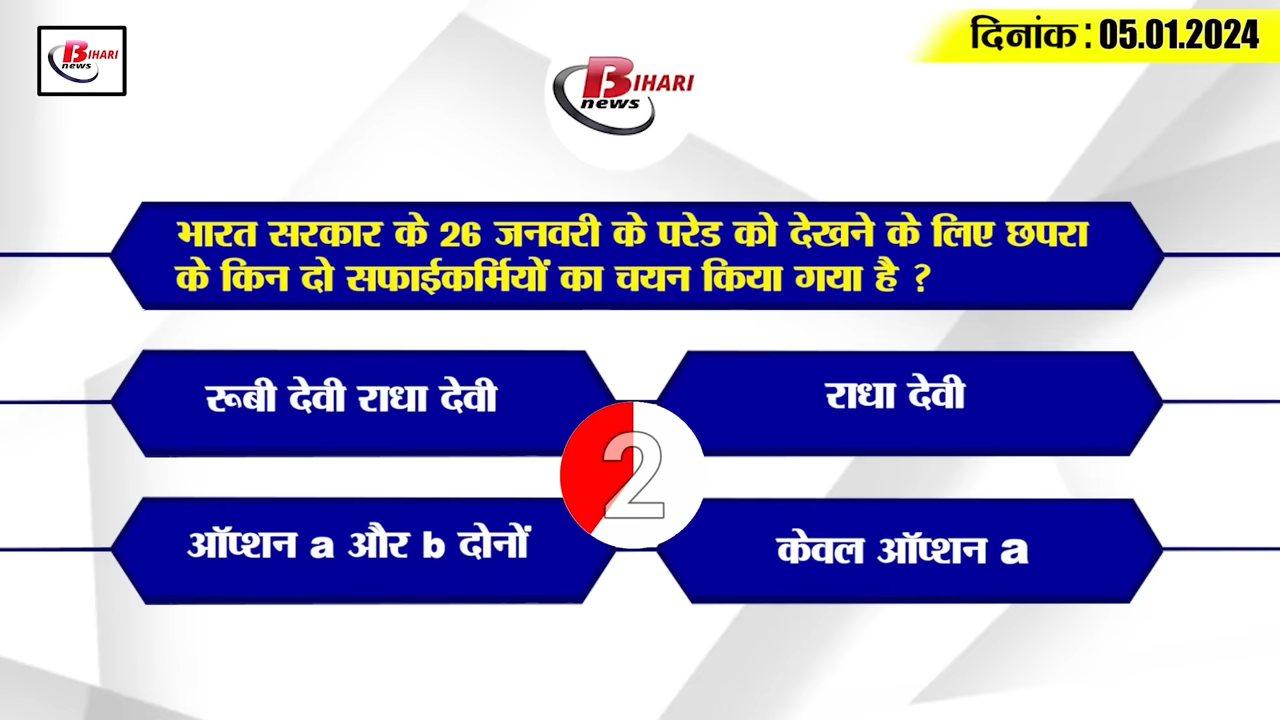 BIHARI
news
दिनांक : 05.01.2024
BIHARI
news
भारत सरकार के 26 जनवरी के परेड को देखने के लिए छपरा
के किन दो सफाईकर्मियों का चयन किया गया है ?
रूबी देवी राधा देवी
राधा देवी
2
ऑप्शन a और b दोनों
केवल ऑप्शन a